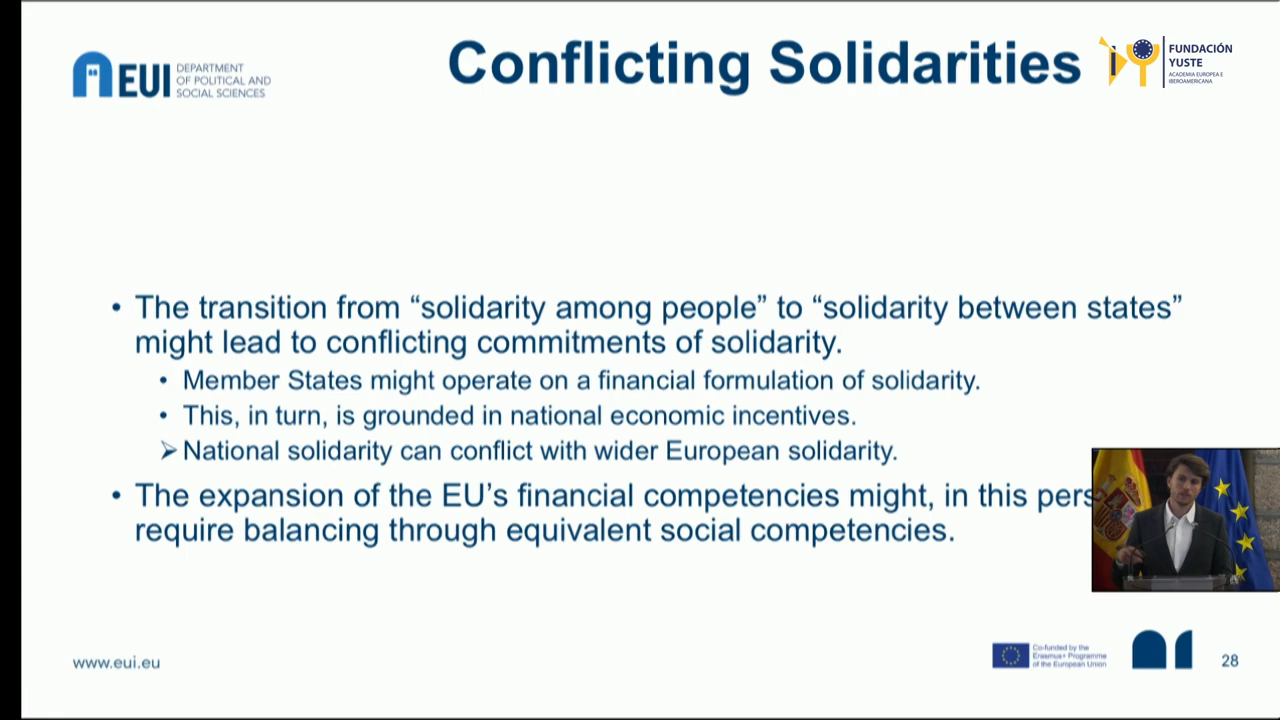 Conflicting Solidarities
EUI
DEPARTMENT
OF POLITICAL AND
SOCIAL SCIENCES
FUNDACIÓN
YUSTE
ACADEMIA EUROPEA E
IBEROAMERICANA
• The transition from “solidarity among people” to “solidarity between states”
might lead to conflicting commitments of solidarity.
• Member States might operate on a financial formulation of solidarity.
• This, in turn, is grounded in national economic incentives.
➢ National solidarity can conflict with wider European solidarity.
• The expansion of the EU’s financial competencies might, in this pers
require balancing through equivalent social competencies.
www.eui.eu
Co-funded by the
Erasmus+ Programme
of the European Union
28